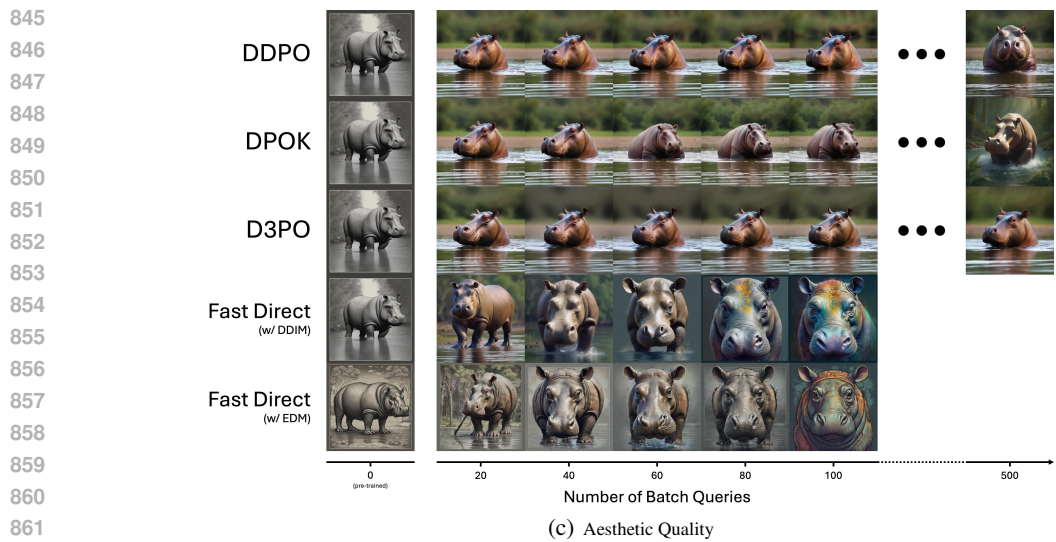 845
846
847
848
849
850
851
852
853
854
855
856
857
858
859
860
861
DDPO
DPOK
D3PO
Fast Direct
(w/ DDIM)
Fast Direct
(w/ EDM)
0
(pre-trained)
20
40
60
80
100
500
Number of Batch Queries
(c) Aesthetic Quality